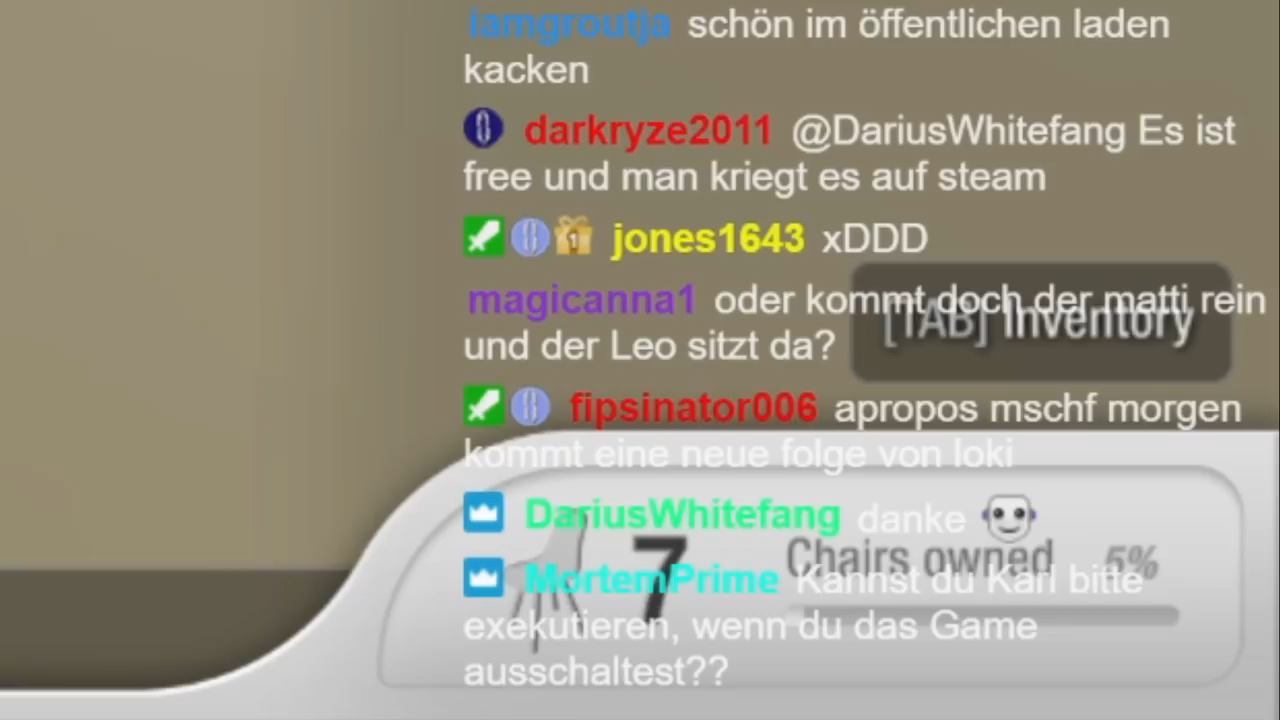 iamgroutja schön im öffentlichen laden
kacken
darkryze2011 @DariusWhitefang Es ist
free und man kriegt es auf steam
jones1643 xDDD
magicanna1 oder kommt doch der matti rein
[TAB] Inventory
und der Leo sitzt da?
fipsinator006 apropos mschf morgen
kommt eine neue folge von loki
DariusWhitefang danke
7 Chairs owned 5%
MortemPrime Kannst du Karl bitte
exekutieren, wenn du das Game
ausschaltest??